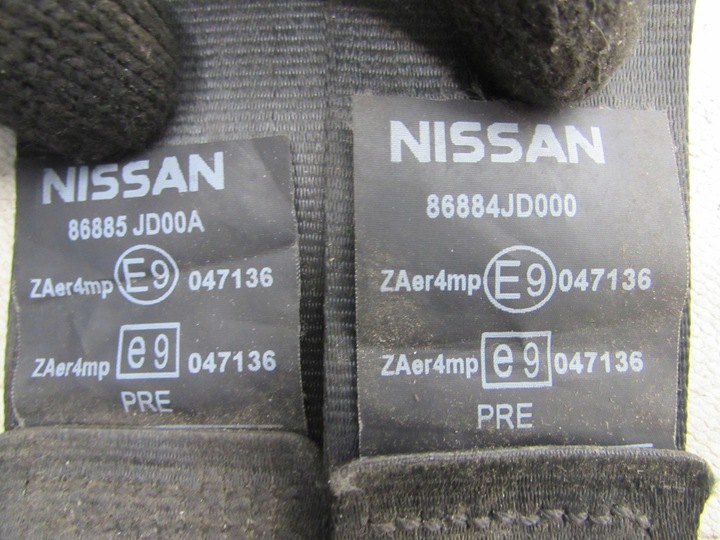 NISSAN
86885 JD00A
ZAer4mp E9 047136
ZAer4mp e9 047136
PRE
NISSAN
86884JD000
ZAer4mp E9 047136
ZAer4mp e9 047136
PRE